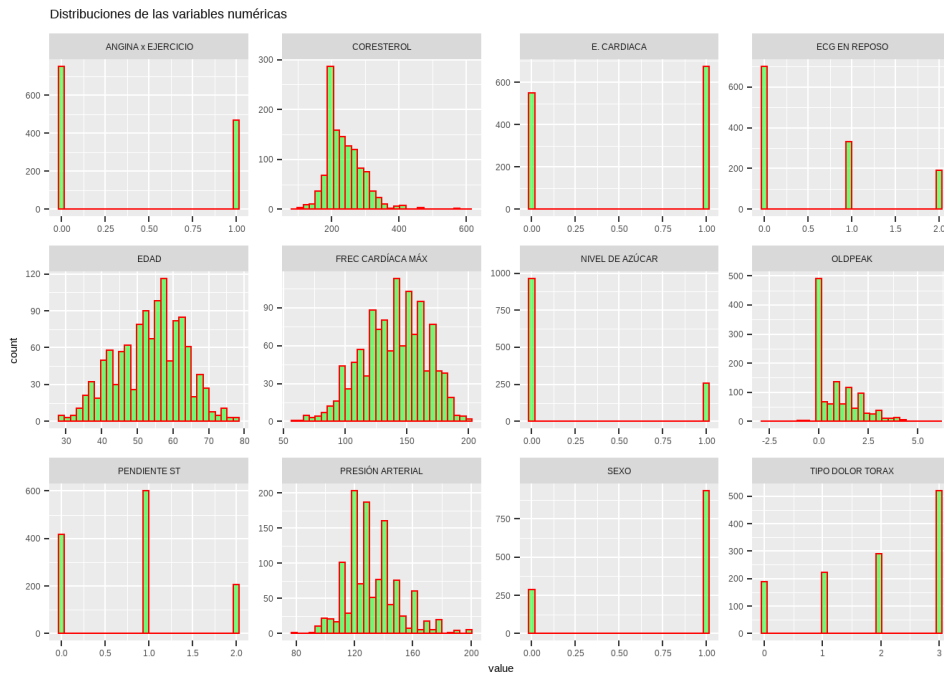 Distribuciones de las variables numéricas
ANGINA x EJERCICIO
CORESTEROL
E. CARDIACA
ECG EN REPOSO
600
400
200
0
0.00 0.25 0.50 0.75 1.00
300
200
100
0
200 400 600
600
400
200
0
0.00 0.25 0.50 0.75 1.00
600
400
200
0
0.0 0.5 1.0 1.5 2.0
EDAD
FREC CARDÍACA MÁX
NIVEL DE AZÚCAR
OLDPEAK
count
120
90
60
30
0
30 40 50 60 70 80
90
60
30
0
50 100 150 200
1000
750
500
250
0
0.00 0.25 0.50 0.75 1.00
500
400
300
200
100
0
-2.5 0.0 2.5 5.0
PENDIENTE ST
PRESIÓN ARTERIAL
SEXO
TIPO DOLOR TORAX
600
400
200
0
0.0 0.5 1.0 1.5 2.0
200
150
100
50
0
80 120 160 200
750
500
250
0
0.00 0.25 0.50 0.75 1.00
500
400
300
200
100
0
0 1 2 3
value